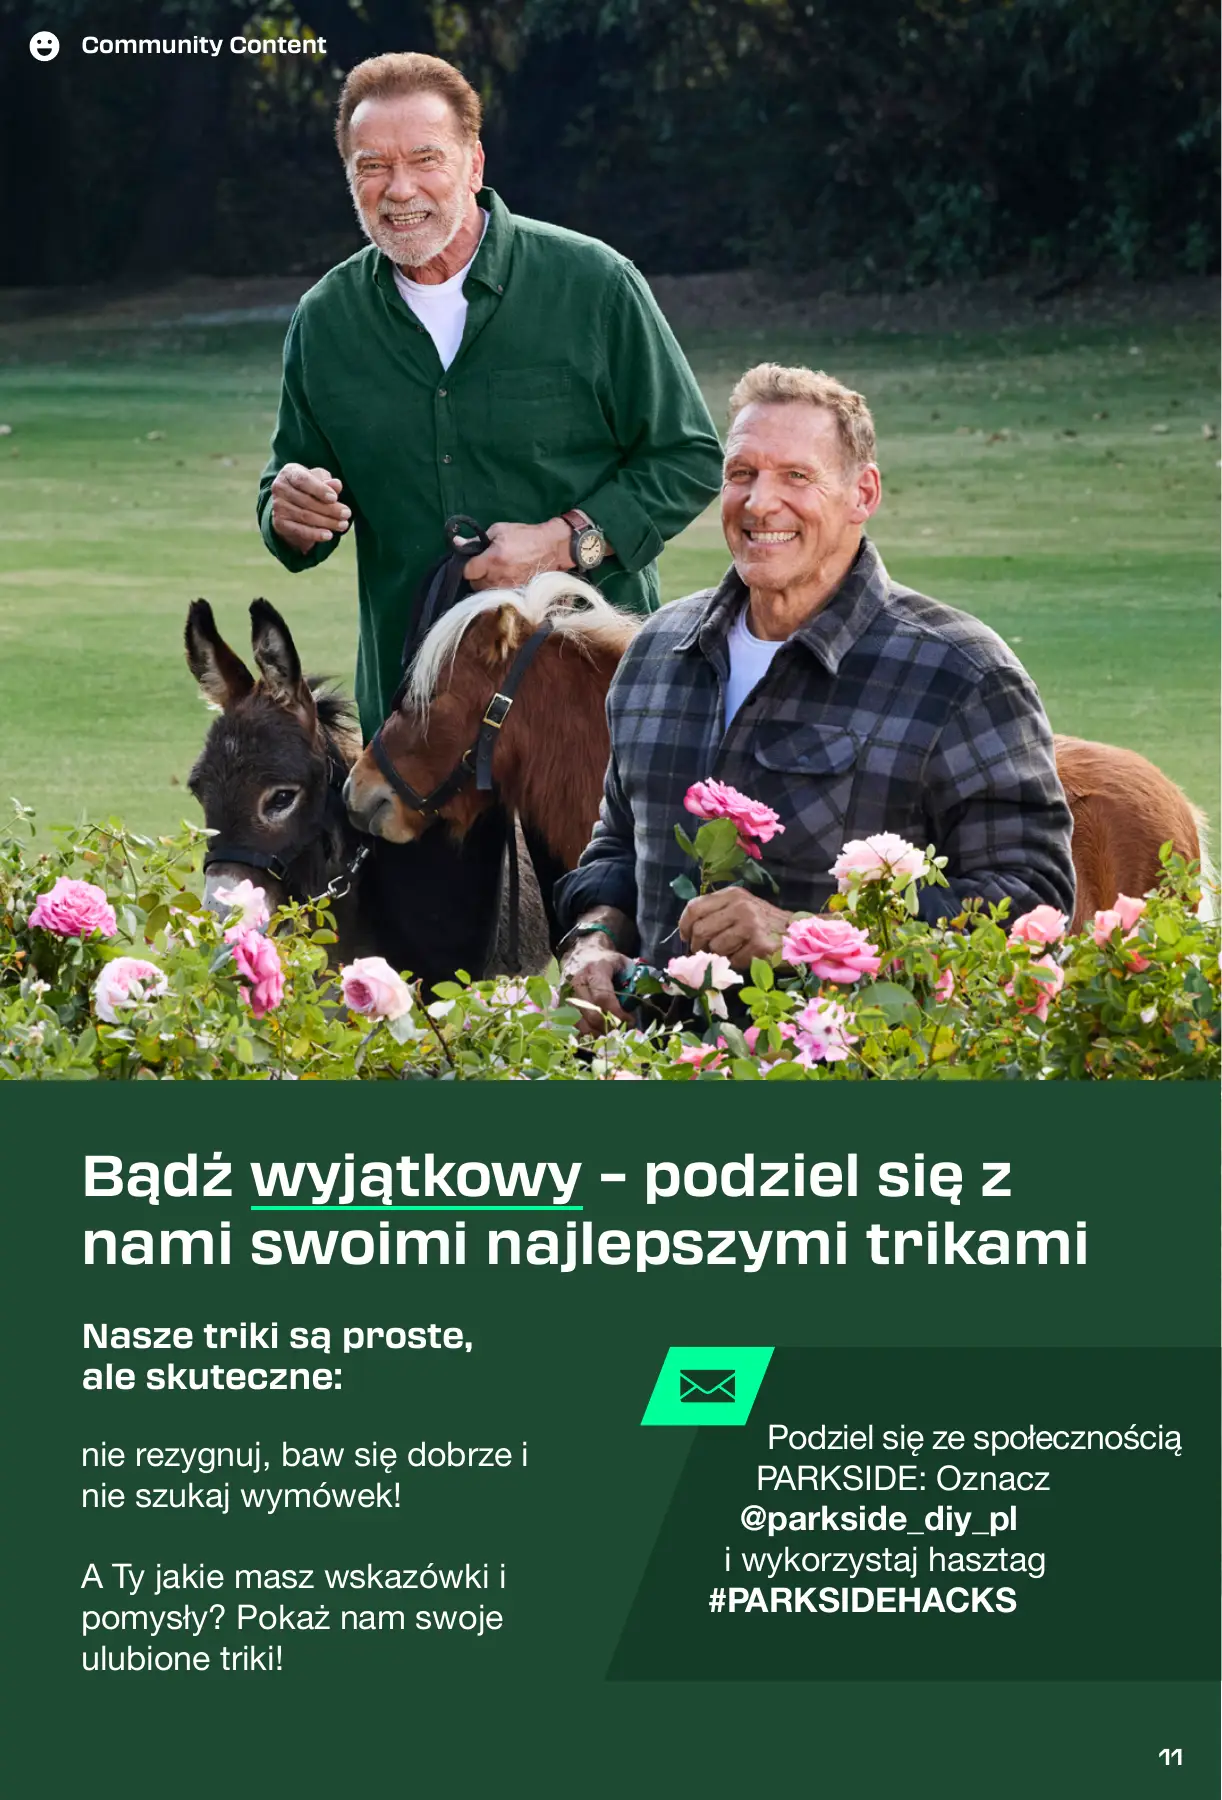 Community Content
Bądź wyjątkowy – podziel się z
nami swoimi najlepszymi trikami
Nasze triki są proste,
ale skuteczne:
nie rezygnuj, baw się dobrze i
nie szukaj wymówek!
A Ty jakie masz wskazówki i
pomysły? Pokaż nam swoje
ulubione triki!
Podziel się ze społecznością
PARKSIDE: Oznacz
@parkside_diy_pl
i wykorzystaj hasztag
#PARKSIDEHACKS
11